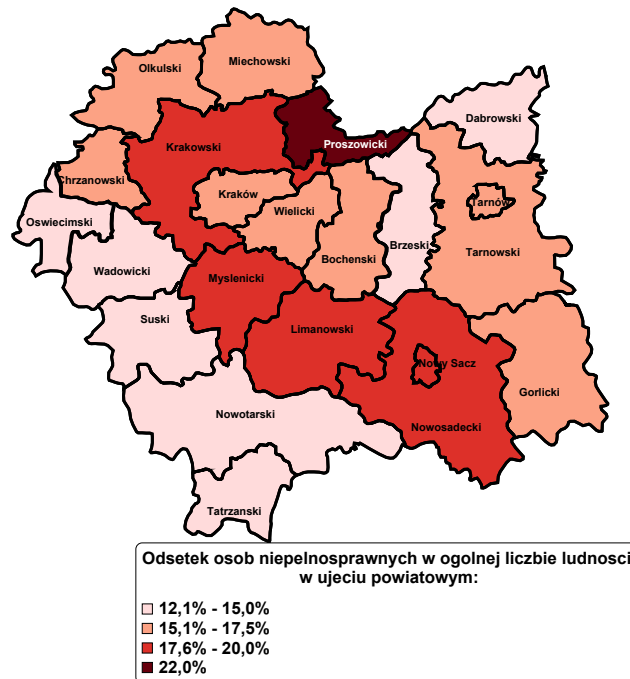 Miechowski
Olkulski
Dabrowski
Proszowicki
Krakowski
Chrzanowski
Kraków
Tarnów
Wielicki
Oswiecimski
Brzeski
Tarnowski
Bochenski
Wadowicki
Myslenicki
Suski
Limanowski
Nowy Sacz
Gorlicki
Nowotarski
Nowosadecki
Tatrzanski
Odsetek osob niepelnosprawnych w ogolnej liczbie ludnosci
w ujeciu powiatowym:
12,1% - 15,0%
15,1% - 17,5%
17,6% - 20,0%
22,0%